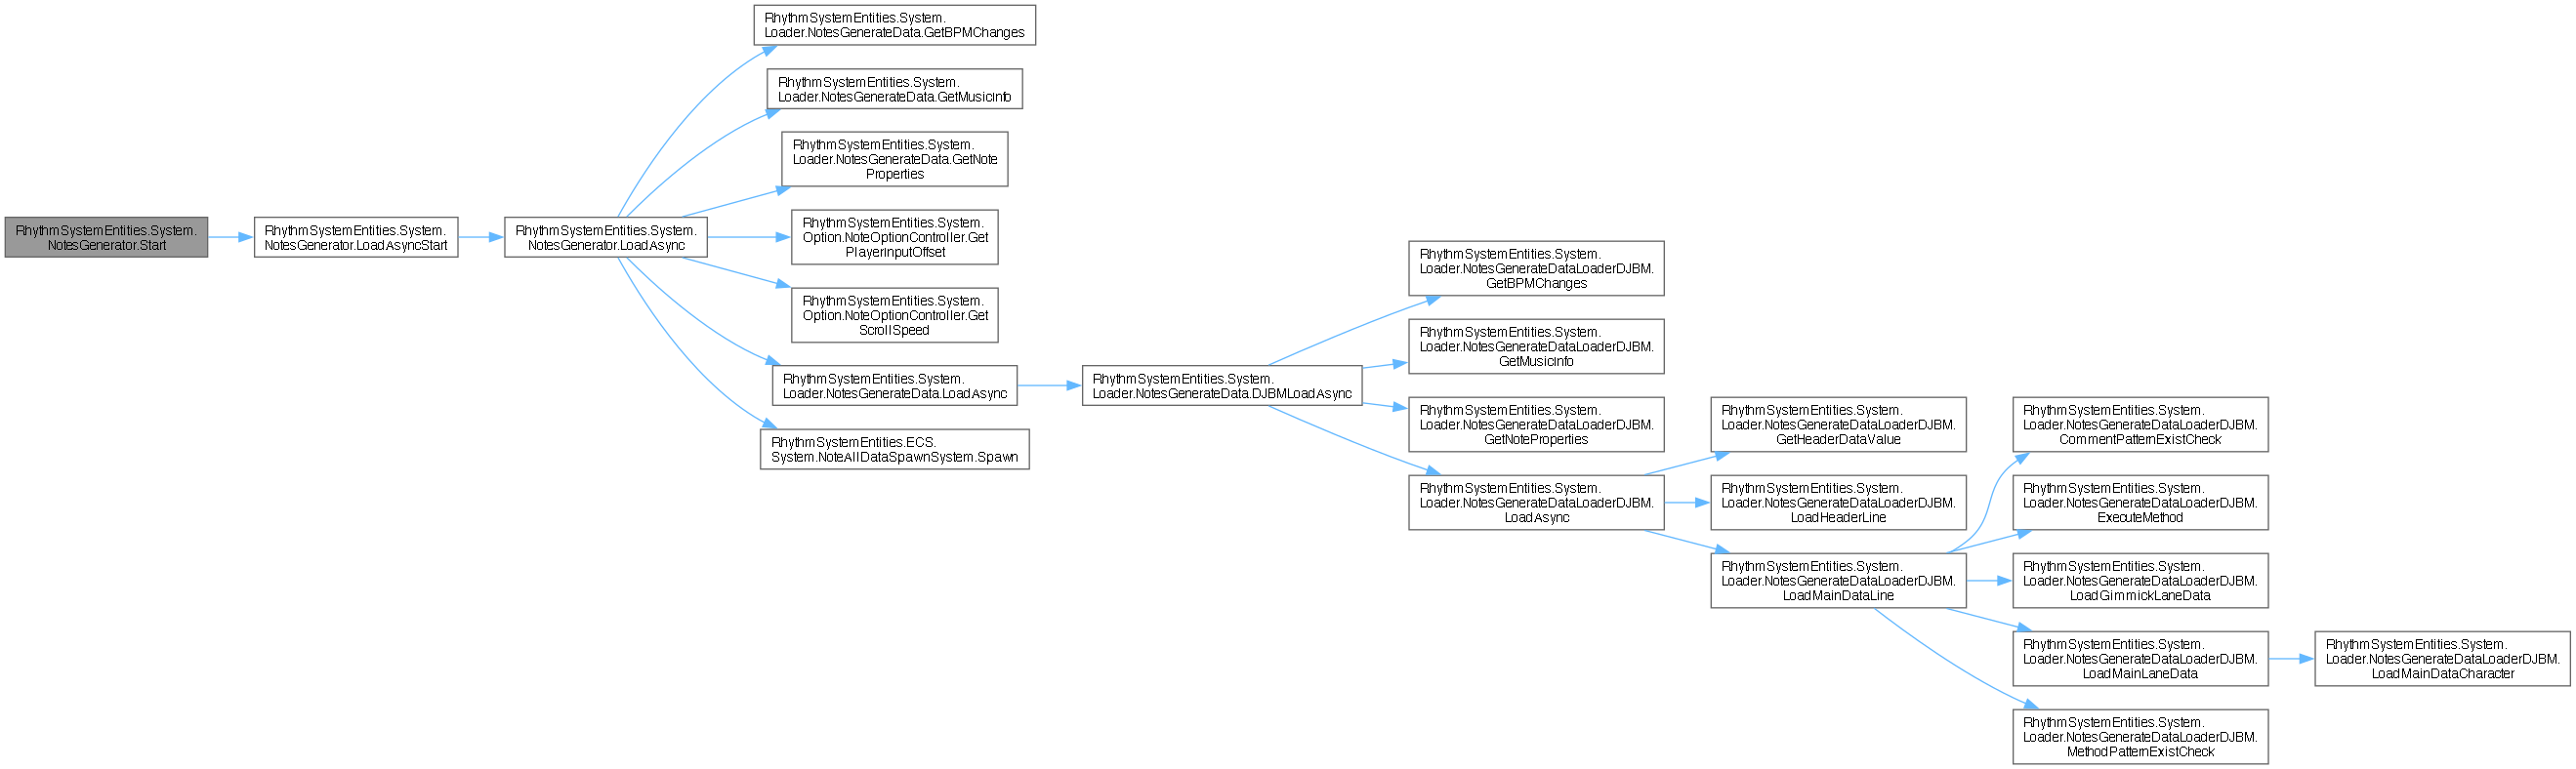 RhythmSystemEntities.System.
NotesGenerator.Start
RhythmSystemEntities.System.
NotesGenerator.LoadAsyncStart
RhythmSystemEntities.System.
NotesGenerator.LoadAsync
RhythmSystemEntities.System.
Loader.NotesGenerateData.GetBPMChanges
RhythmSystemEntities.System.
Loader.NotesGenerateData.GetMusicInfo
RhythmSystemEntities.System.
Loader.NotesGenerateData.GetNote
Properties
RhythmSystemEntities.System.
Option.NoteOptionController.Get
PlayerInputOffset
RhythmSystemEntities.System.
Option.NoteOptionController.Get
ScrollSpeed
RhythmSystemEntities.System.
Loader.NotesGenerateData.LoadAsync
RhythmSystemEntities.ECS.
System.NoteAllDataSpawnSystem.Spawn
RhythmSystemEntities.System.
Loader.NotesGenerateData.DJBMLoadAsync
RhythmSystemEntities.System.
Loader.NotesGenerateDataLoaderDJBM.
GetBPMChanges
RhythmSystemEntities.System.
Loader.NotesGenerateDataLoaderDJBM.
GetMusicInfo
RhythmSystemEntities.System.
Loader.NotesGenerateDataLoaderDJBM.
GetNoteProperties
RhythmSystemEntities.System.
Loader.NotesGenerateDataLoaderDJBM.
LoadAsync
RhythmSystemEntities.System.
Loader.NotesGenerateDataLoaderDJBM.
GetHeaderDataValue
RhythmSystemEntities.System.
Loader.NotesGenerateDataLoaderDJBM.
LoadHeaderLine
RhythmSystemEntities.System.
Loader.NotesGenerateDataLoaderDJBM.
LoadMainDataLine
RhythmSystemEntities.System.
Loader.NotesGenerateDataLoaderDJBM.
CommentPatternExistCheck
RhythmSystemEntities.System.
Loader.NotesGenerateDataLoaderDJBM.
ExecuteMethod
RhythmSystemEntities.System.
Loader.NotesGenerateDataLoaderDJBM.
LoadGimmickLaneData
RhythmSystemEntities.System.
Loader.NotesGenerateDataLoaderDJBM.
LoadMainLaneData
RhythmSystemEntities.System.
Loader.NotesGenerateDataLoaderDJBM.
MethodPatternExistCheck
RhythmSystemEntities.System.
Loader.NotesGenerateDataLoaderDJBM.
LoadMainDataCharacter